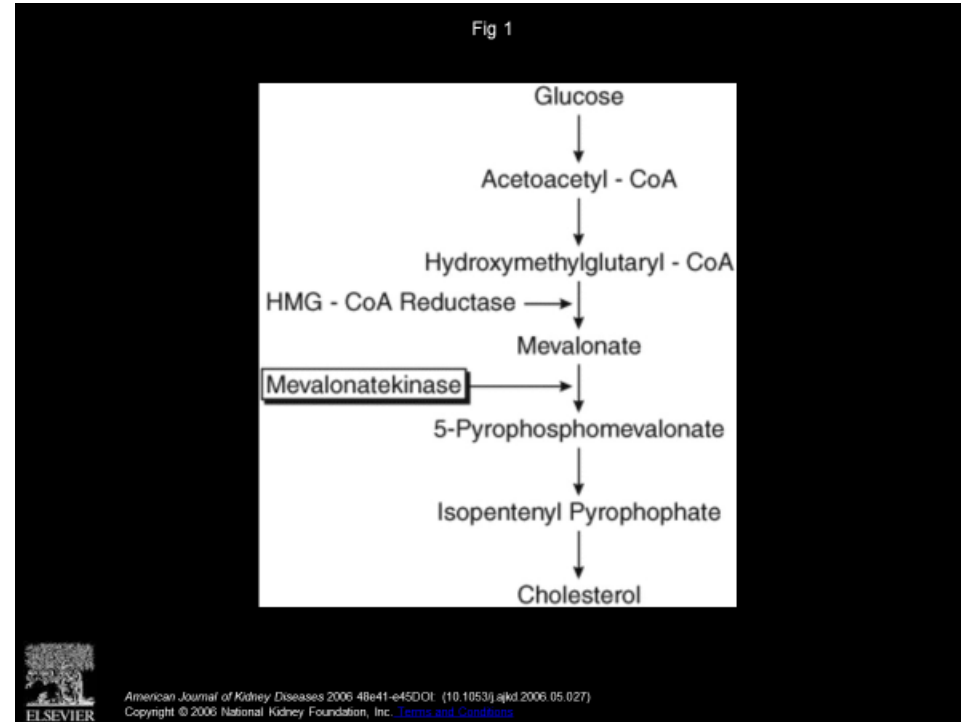 Fig 1
Glucose
Acetoacetyl - CoA
Hydroxymethylglutaryl - CoA
HMG - CoA Reductase
Mevalonate
Mevalonatekinase
5-Pyrophosphomevalonate
Isopentenyl Pyrophophate
Cholesterol
ELSEVIER
American Journal of Kidney Diseases 2006 48e41-e45DOI: (10.1053/j.ajkd.2006.05.027)
Copyright © 2006 National Kidney Foundation, Inc. Terms and Conditions